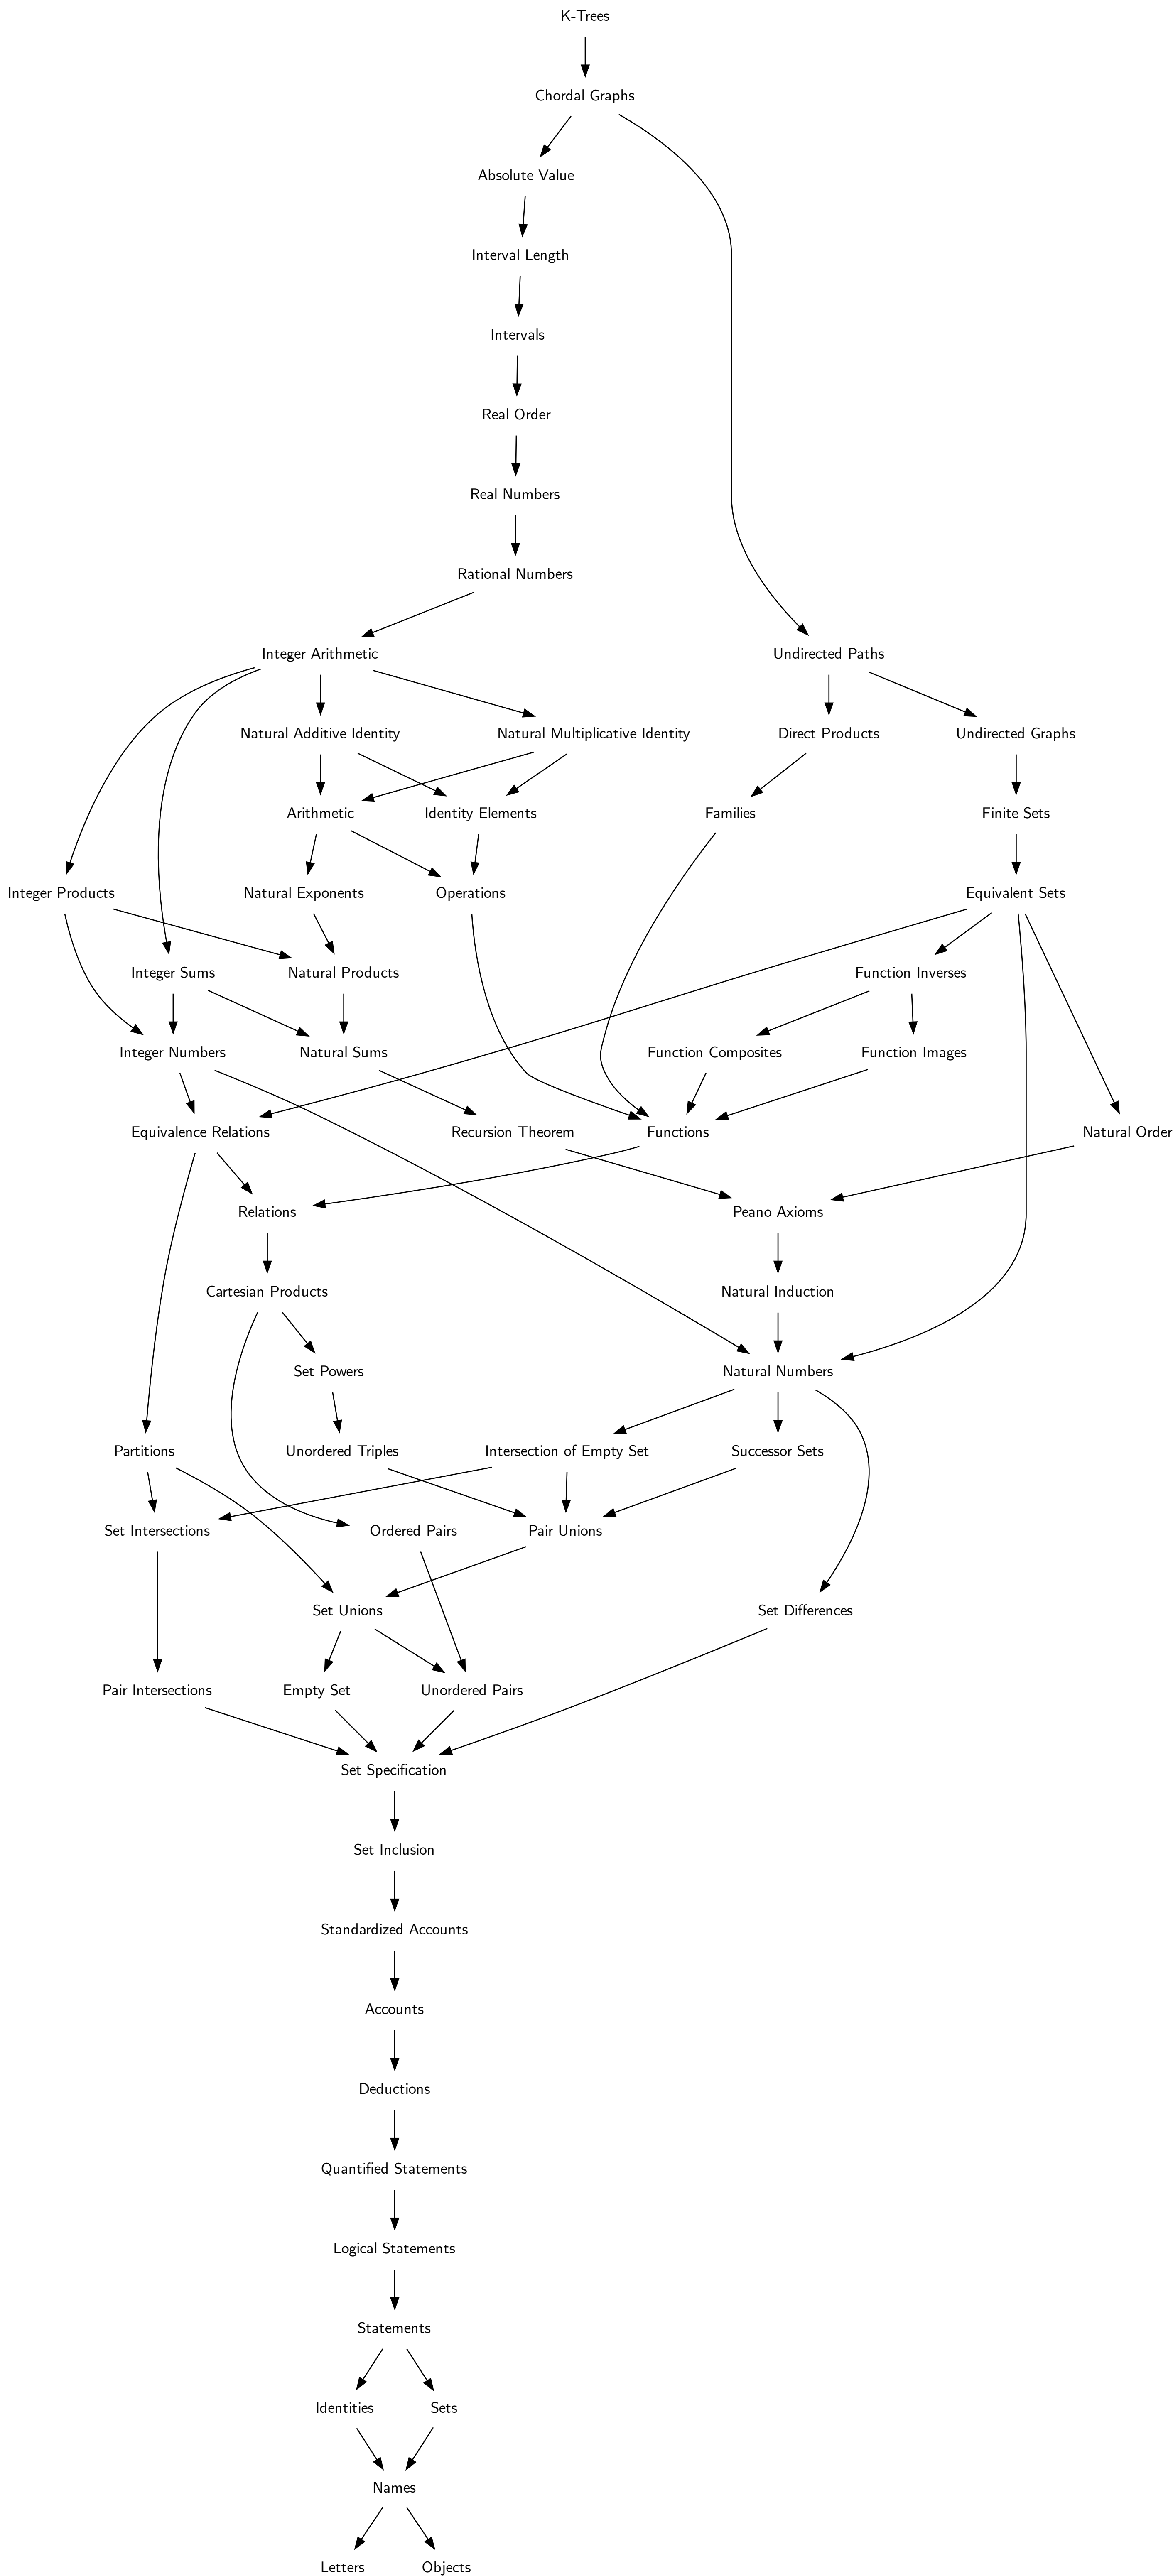 K-Trees
Chordal Graphs
Absolute Value
Interval Length
Intervals
Real Order
Real Numbers
Rational Numbers
Integer Arithmetic
Undirected Paths
Natural Additive Identity
Natural Multiplicative Identity
Direct Products
Undirected Graphs
Arithmetic
Identity Elements
Families
Finite Sets
Integer Products
Natural Exponents
Operations
Equivalent Sets
Integer Sums
Natural Products
Function Inverses
Integer Numbers
Natural Sums
Function Composites
Function Images
Equivalence Relations
Recursion Theorem
Functions
Natural Order
Relations
Peano Axioms
Cartesian Products
Natural Induction
Set Powers
Natural Numbers
Partitions
Unordered Triples
Intersection of Empty Set
Successor Sets
Set Intersections
Ordered Pairs
Pair Unions
Set Unions
Set Differences
Pair Intersections
Empty Set
Unordered Pairs
Set Specification
Set Inclusion
Standardized Accounts
Accounts
Deductions
Quantified Statements
Logical Statements
Statements
Identities
Sets
Names
Letters
Objects